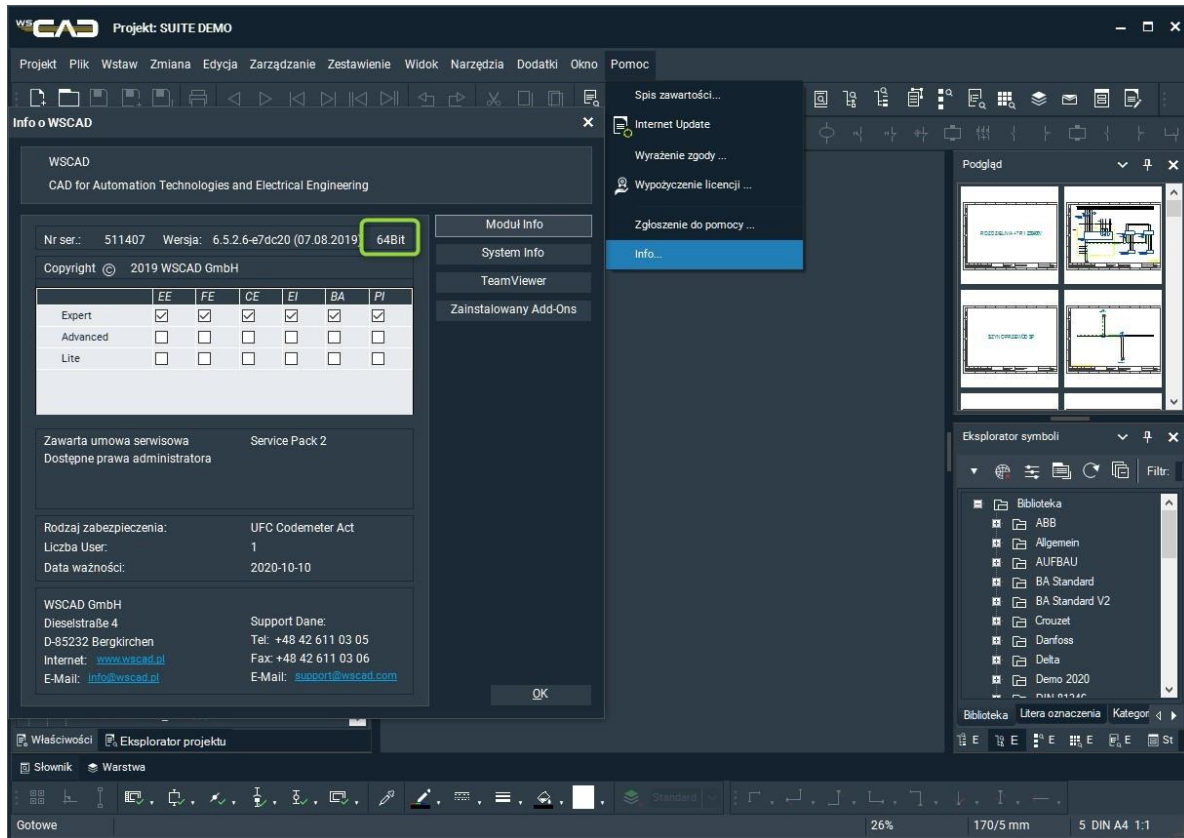 WSCAD Projekt: SUITE DEMO
Projekt Plik Wstaw Zmiana Edycja Zarządzanie Zestawienie Widok Narzędzia Dodatki Okno Pomoc
Spis zawartości...
Internet Update
Wyrażenie zgody ...
Wypożyczenie licencji ...
Zgłoszenie do pomocy ...
Info...
Info o WSCAD
WSCAD
CAD for Automation Technologies and Electrical Engineering
Nr ser.: 511407 Wersja: 6.5.2.6-e7dc20 (07.08.2019) 64Bit
Copyright © 2019 WSCAD GmbH
EE FE CE EI BA PI
Expert
Advanced
Lite
Zawarta umowa serwisowa Service Pack 2
Dostępne prawa administratora
Rodzaj zabezpieczenia: UFC Codemeter Act
Liczba User: 1
Data ważności: 2020-10-10
WSCAD GmbH
Dieselstraße 4 Support Dane:
D-85232 Bergkirchen Tel: +48 42 611 03 05
Internet: www.wscad.pl Fax: +48 42 611 03 06
E-Mail: info@wscad.pl E-Mail: support@wscad.com
Moduł Info
System Info
TeamViewer
Zainstalowany Add-Ons
OK
Podgląd
Eksplorator symboli
Filtr:
Biblioteka
ABB
Allgemein
AUFBAU
BA Standard
BA Standard V2
Crouzet
Danfoss
Delta
Demo 2020
Biblioteka Litera oznaczenia Kategor
E E E E E St
Właściwości Eksplorator projektu
Słownik Warstwa
Standard
Gotowe 26% 170/5 mm 5 DIN A4 1:1